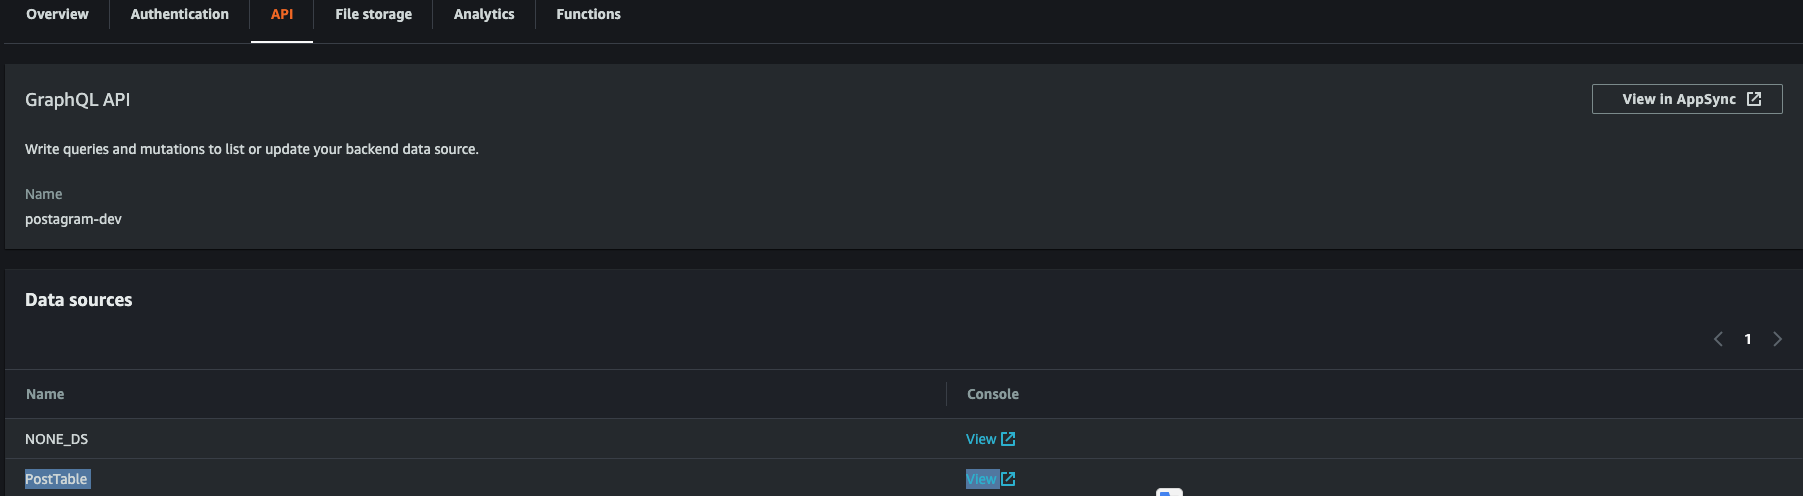 Overview Authentication API File storage Analytics Functions
GraphQL API
View in AppSync
Write queries and mutations to list or update your backend data source.
Name
postagram-dev
Data sources
1
Name Console
NONE_DS View
PostTable View